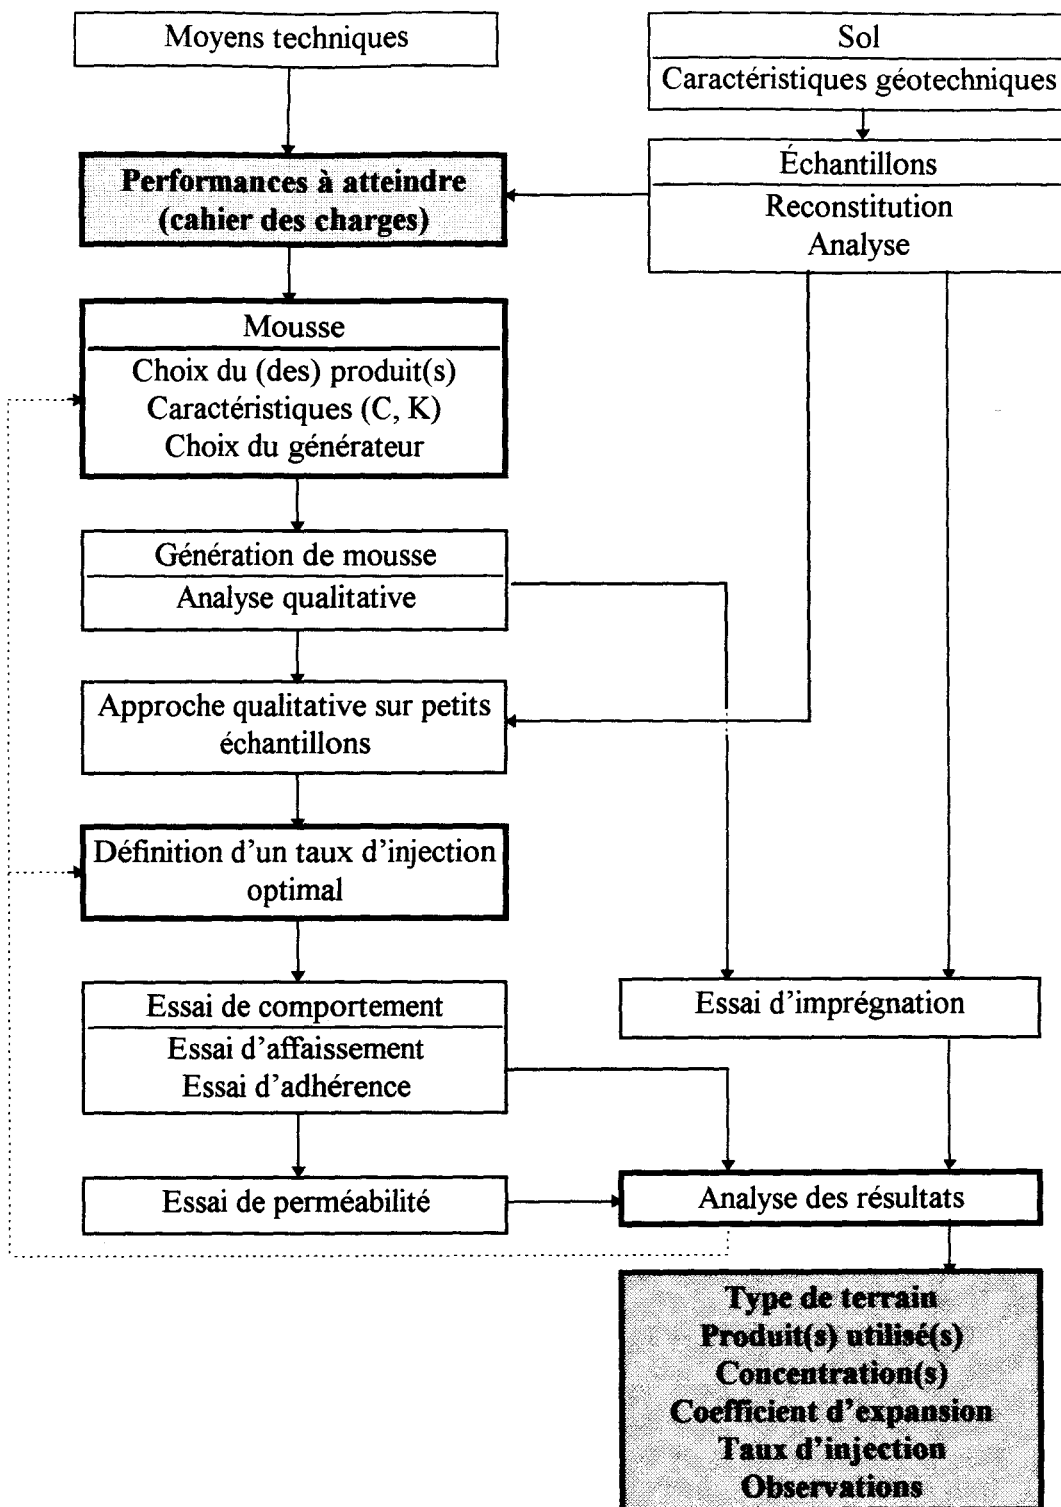 Moyens techniques
Sol
Caractéristiques géotechniques
Échantillons
Reconstitution
Analyse
Performances à atteindre
(cahier des charges)
Mousse
Choix du (des) produit(s)
Caractéristiques (C, K)
Choix du générateur
Génération de mousse
Analyse qualitative
Approche qualitative sur petits
échantillons
Définition d'un taux d'injection
optimal
Essai de comportement
Essai d'affaissement
Essai d'adhérence
Essai d'imprégnation
Essai de perméabilité
Analyse des résultats
Type de terrain
Produit(s) utilisé(s)
Concentration(s)
Coefficient d'expansion
Taux d'injection
Observations